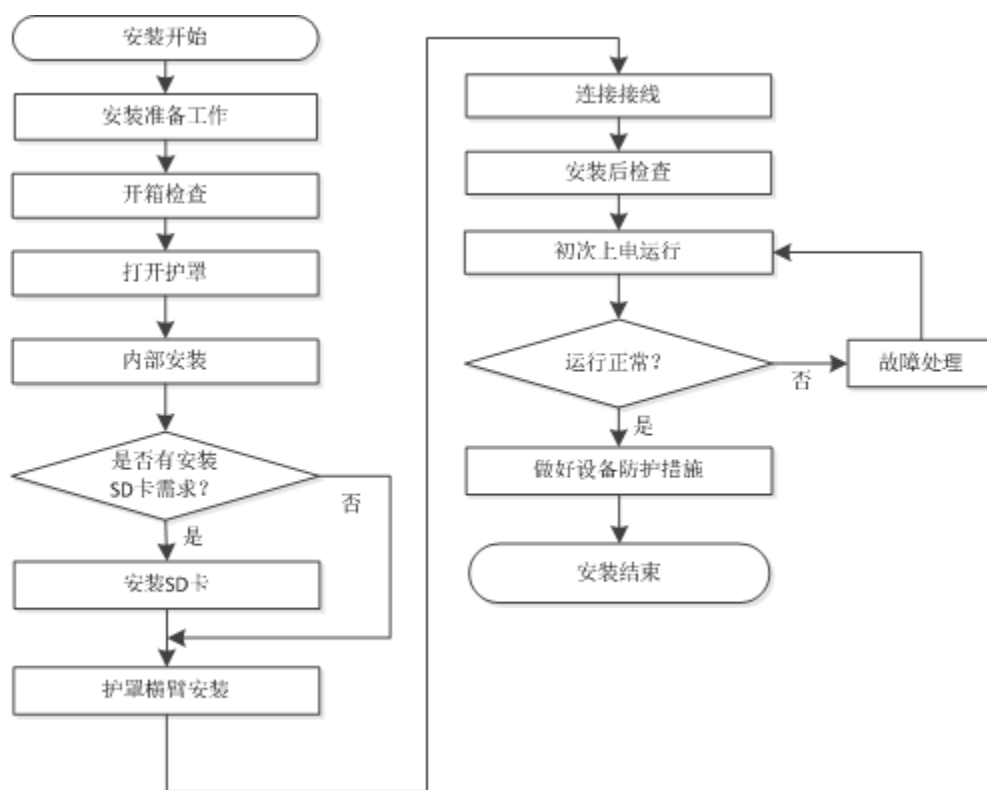 安装开始
安装准备工作
开箱检查
打开护罩
内部安装
是否有安装
SD卡需求？
否
是
安装SD卡
护罩横臂安装
连接接线
安装后检查
初次上电运行
运行正常？
否
故障处理
是
做好设备防护措施
安装结束